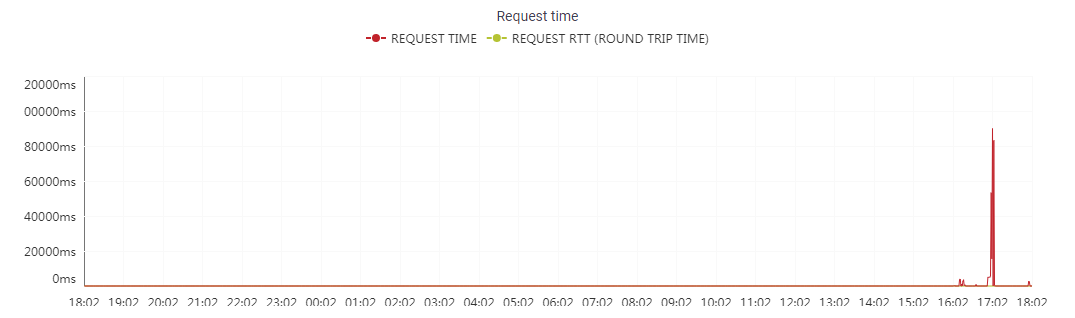 Request time
REQUEST TIME REQUEST RTT (ROUND TRIP TIME)
20000ms
00000ms
80000ms
60000ms
40000ms
20000ms
0ms
18:02 19:02 20:02 21:02 22:02 23:02 00:02 01:02 02:02 03:02 04:02 05:02 06:02 07:02 08:02 09:02 10:02 11:02 12:02 13:02 14:02 15:02 16:02 17:02 18:02